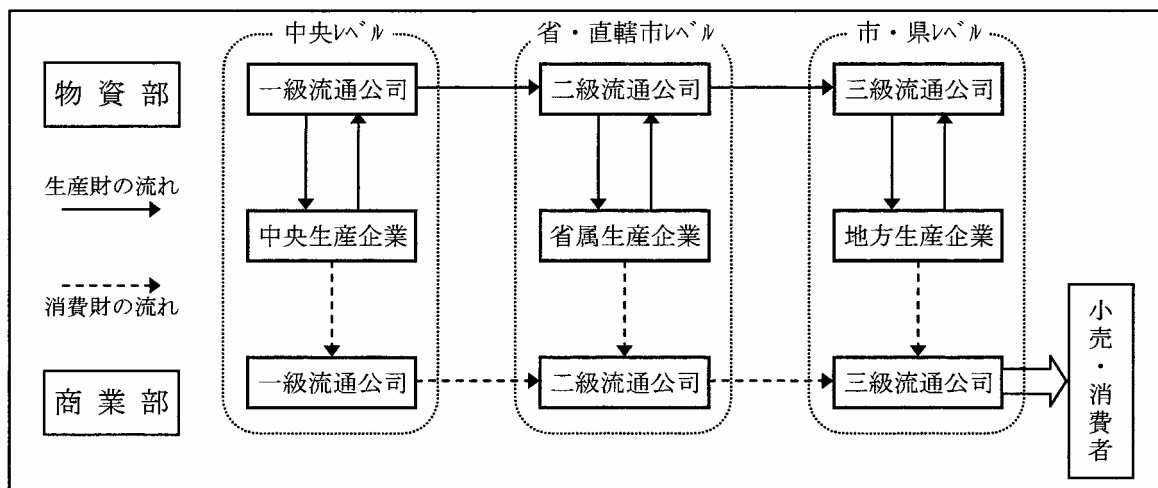 中央ﾚﾍﾞﾙ
省・直轄市ﾚﾍﾞﾙ
市・県ﾚﾍﾞﾙ
物資部
一級流通公司
二級流通公司
三級流通公司
生産財の流れ
中央生産企業
省属生産企業
地方生産企業
消費財の流れ
小売・消費者
商業部
一級流通公司
二級流通公司
三級流通公司